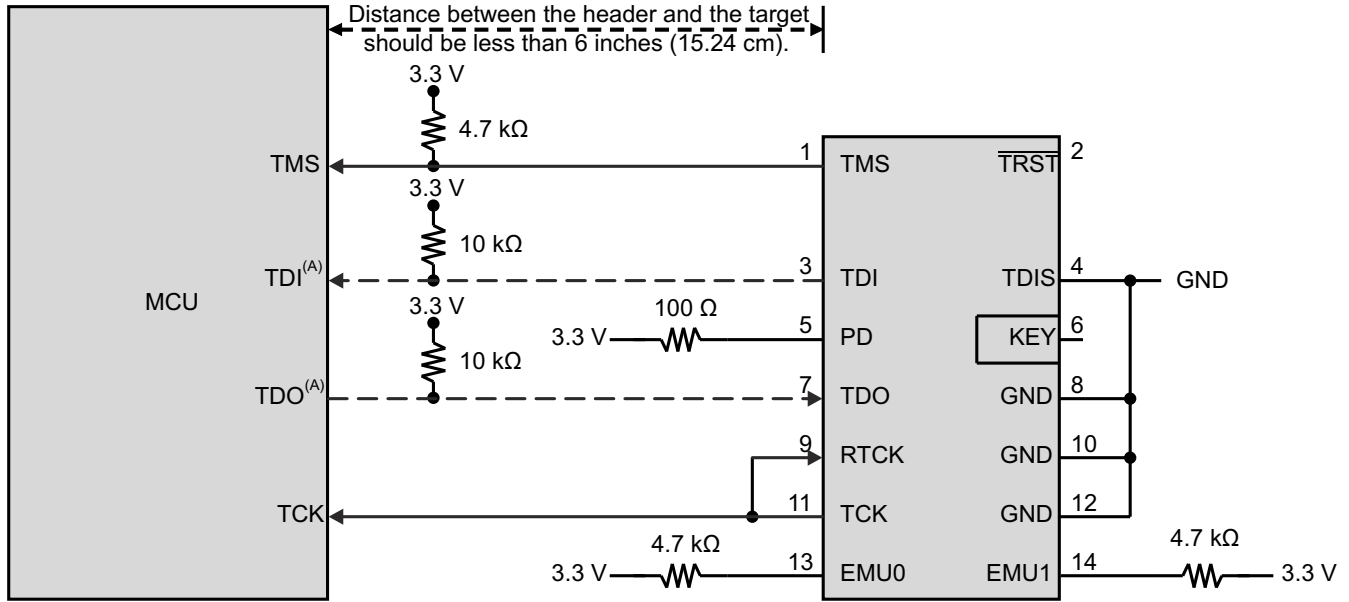 Distance between the header and the target
should be less than 6 inches (15.24 cm).
3.3 V
4.7 kΩ
TMS
1
TMS
TRST
2
3.3 V
10 kΩ
TDI(A)
3
TDI
TDIS
4
GND
MCU
3.3 V
100 Ω
3.3 V
5
PD
KEY
6
10 kΩ
TDO(A)
7
TDO
GND
8
9
RTCK
GND
10
TCK
11
TCK
GND
12
4.7 kΩ
3.3 V
13
EMU0
EMU1
14
4.7 kΩ
3.3 V